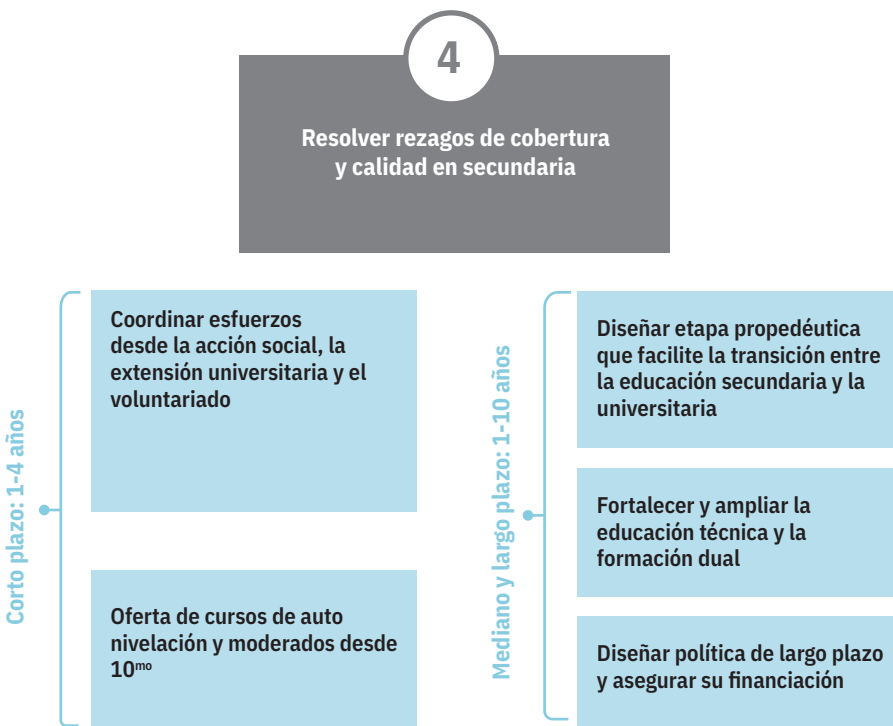 4
Resolver rezagos de cobertura
y calidad en secundaria
Corto plazo: 1-4 años
Coordinar esfuerzos
desde la acción social, la
extensión universitaria y el
voluntariado
Oferta de cursos de auto
nivelación y moderados desde
10mo
Mediano y largo plazo: 1-10 años
Diseñar etapa propedéutica
que facilite la transición entre
la educación secundaria y la
universitaria
Fortalecer y ampliar la
educación técnica y la
formación dual
Diseñar política de largo plazo
y asegurar su financiación